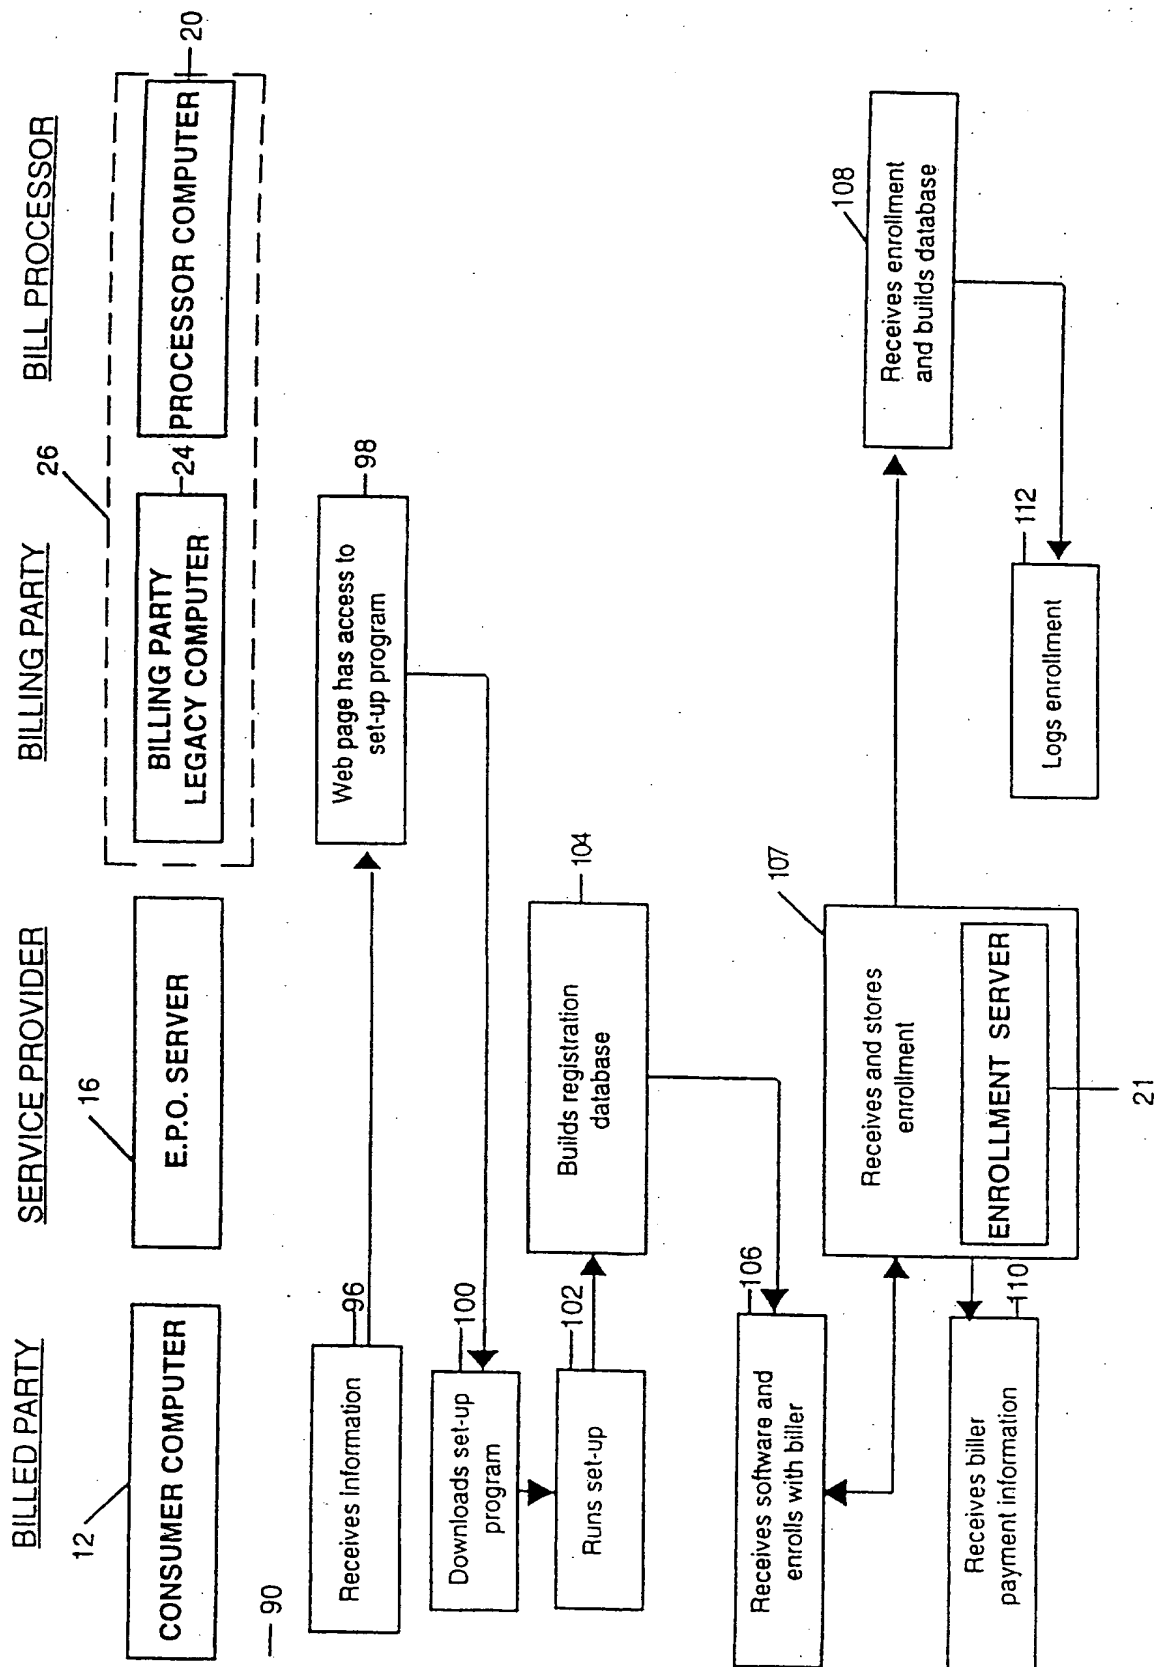 BILLED PARTY
SERVICE PROVIDER
BILLING PARTY
BILL PROCESSOR
12
16
26
CONSUMER COMPUTER
E.P.O. SERVER
BILLING PARTY
LEGACY COMPUTER
24
PROCESSOR COMPUTER
20
90
Receives Information
96
Web page has access to
set-up program
98
Downloads set-up
program
100
Runs set-up
102
Builds registration
database
104
Receives software and
enrolls with biller
106
107
Receives and stores
enrollment
ENROLLMENT SERVER
21
108
Receives enrollment
and builds database
Receives biller
payment information
110
Logs enrollment
112